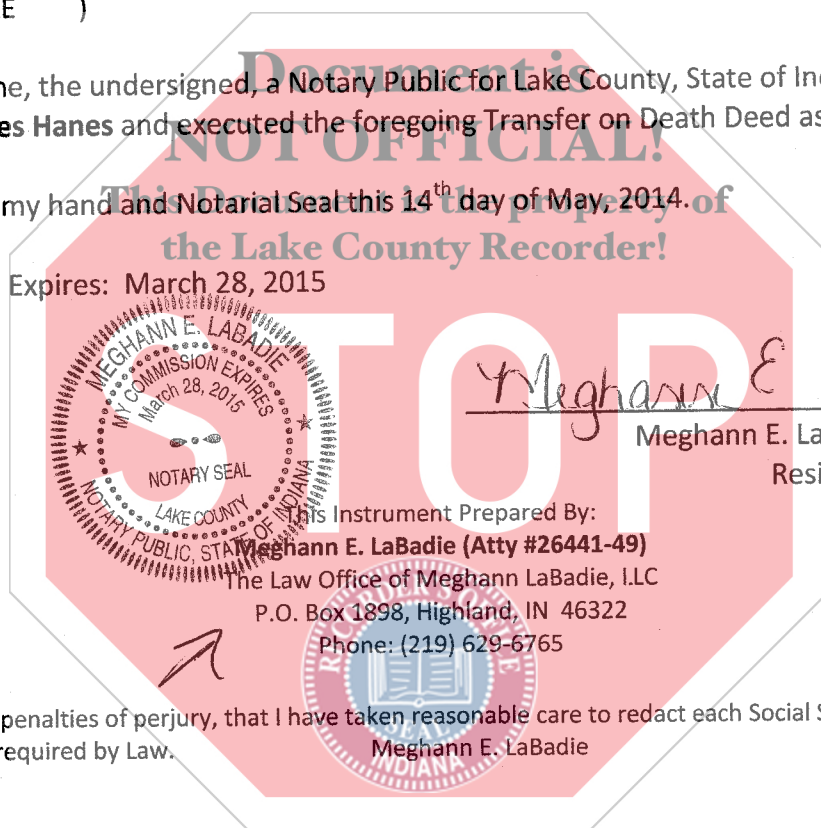 E )
Document is
ne, the undersigned, a Notary Public for Lake County, State of In
es Hanes and executed the foregoing Transfer on Death Deed as
NOT OFFICIAL!
my hand and Notarial Seal this 14th day of May, 2014.
This Document is the property of
the Lake County Recorder!
Expires: March 28, 2015
STOP
MEGHANN E. LABADIE
MY COMMISSION EXPIRES
March 28, 2015
NOTARY SEAL
LAKE COUNTY
NOTARY PUBLIC, STATE OF INDIANA
Meghann E
Meghann E. La
Resi
This Instrument Prepared By:
Meghann E. LaBadie (Atty #26441-49)
The Law Office of Meghann LaBadie, LLC
P.O. Box 1898, Highland, IN 46322
Phone: (219) 629-6765
RECORDER'S OFFICE
SEAL
INDIANA
penalties of perjury, that I have taken reasonable care to redact each Social S
required by Law. Meghann E. LaBadie